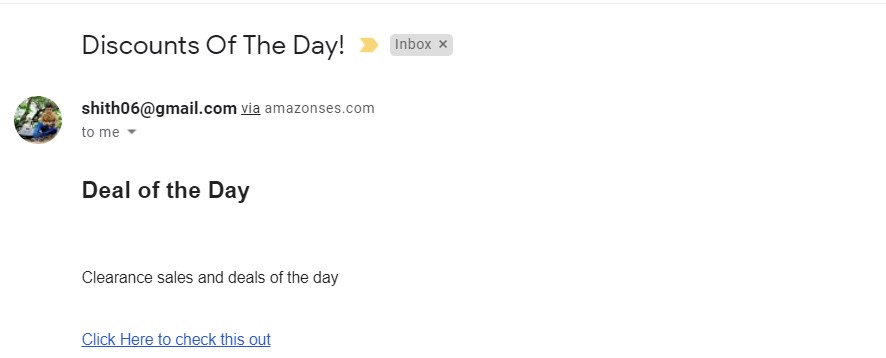 Discounts Of The Day! Inbox ×
shith06@gmail.com via amazonses.com
to me
Deal of the Day
Clearance sales and deals of the day
Click Here to check this out